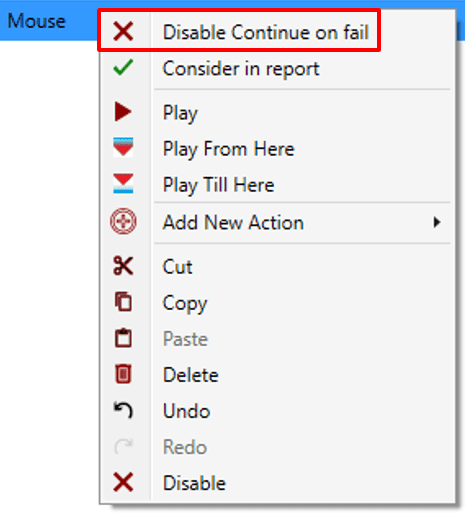 Mouse
Disable Continue on fail
Consider in report
Play
Play From Here
Play Till Here
Add New Action
Cut
Copy
Paste
Delete
Undo
Redo
Disable